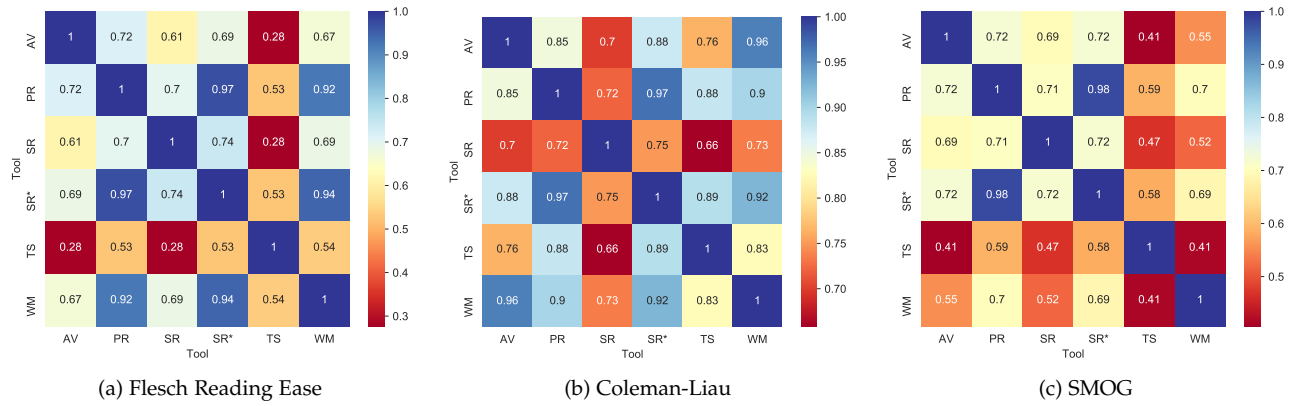 AV 1 0.72 0.61 0.69 0.28 0.67
PR 0.72 1 0.7 0.97 0.53 0.92
SR 0.61 0.7 1 0.74 0.28 0.69
SR* 0.69 0.97 0.74 1 0.53 0.94
TS 0.28 0.53 0.28 0.53 1 0.54
WM 0.67 0.92 0.69 0.94 0.54 1
AV PR SR SR* TS WM
Tool
Tool
1.0
0.9
0.8
0.7
0.6
0.5
0.4
0.3
(a) Flesch Reading Ease
AV 1 0.85 0.7 0.88 0.76 0.96
PR 0.85 1 0.72 0.97 0.88 0.9
SR 0.7 0.72 1 0.75 0.66 0.73
SR* 0.88 0.97 0.75 1 0.89 0.92
TS 0.76 0.88 0.66 0.89 1 0.83
WM 0.96 0.9 0.73 0.92 0.83 1
AV PR SR SR* TS WM
Tool
Tool
1.00
0.95
0.90
0.85
0.80
0.75
0.70
(b) Coleman-Liau
AV 1 0.72 0.69 0.72 0.41 0.55
PR 0.72 1 0.71 0.98 0.59 0.7
SR 0.69 0.71 1 0.72 0.47 0.52
SR* 0.72 0.98 0.72 1 0.58 0.69
TS 0.41 0.59 0.47 0.58 1 0.41
WM 0.55 0.7 0.52 0.69 0.41 1
AV PR SR SR* TS WM
Tool
Tool
1.0
0.9
0.8
0.7
0.6
0.5
(c) SMOG